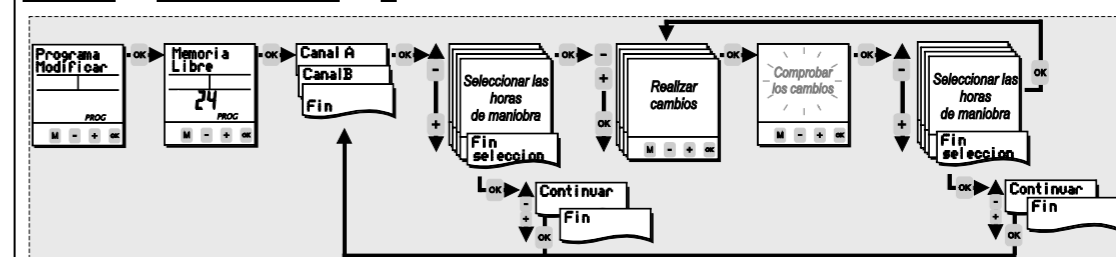 Programa
Modificar
PROG
M - + OK
OK
Memoria
Libre
24
PROG
M - + OK
OK
Canal A
CanalB
Fin
OK
-
+
Seleccionar las
horas
de maniobra
Fin
seleccion
OK
-
+
OK
Continuar
Fin
OK
-
+
OK
Realizar
cambios
M - + OK
OK
Comprobar
los cambios
M - + OK
OK
-
+
Seleccionar las
horas
de maniobra
Fin
seleccion
OK
OK
-
+
OK
Continuar
Fin